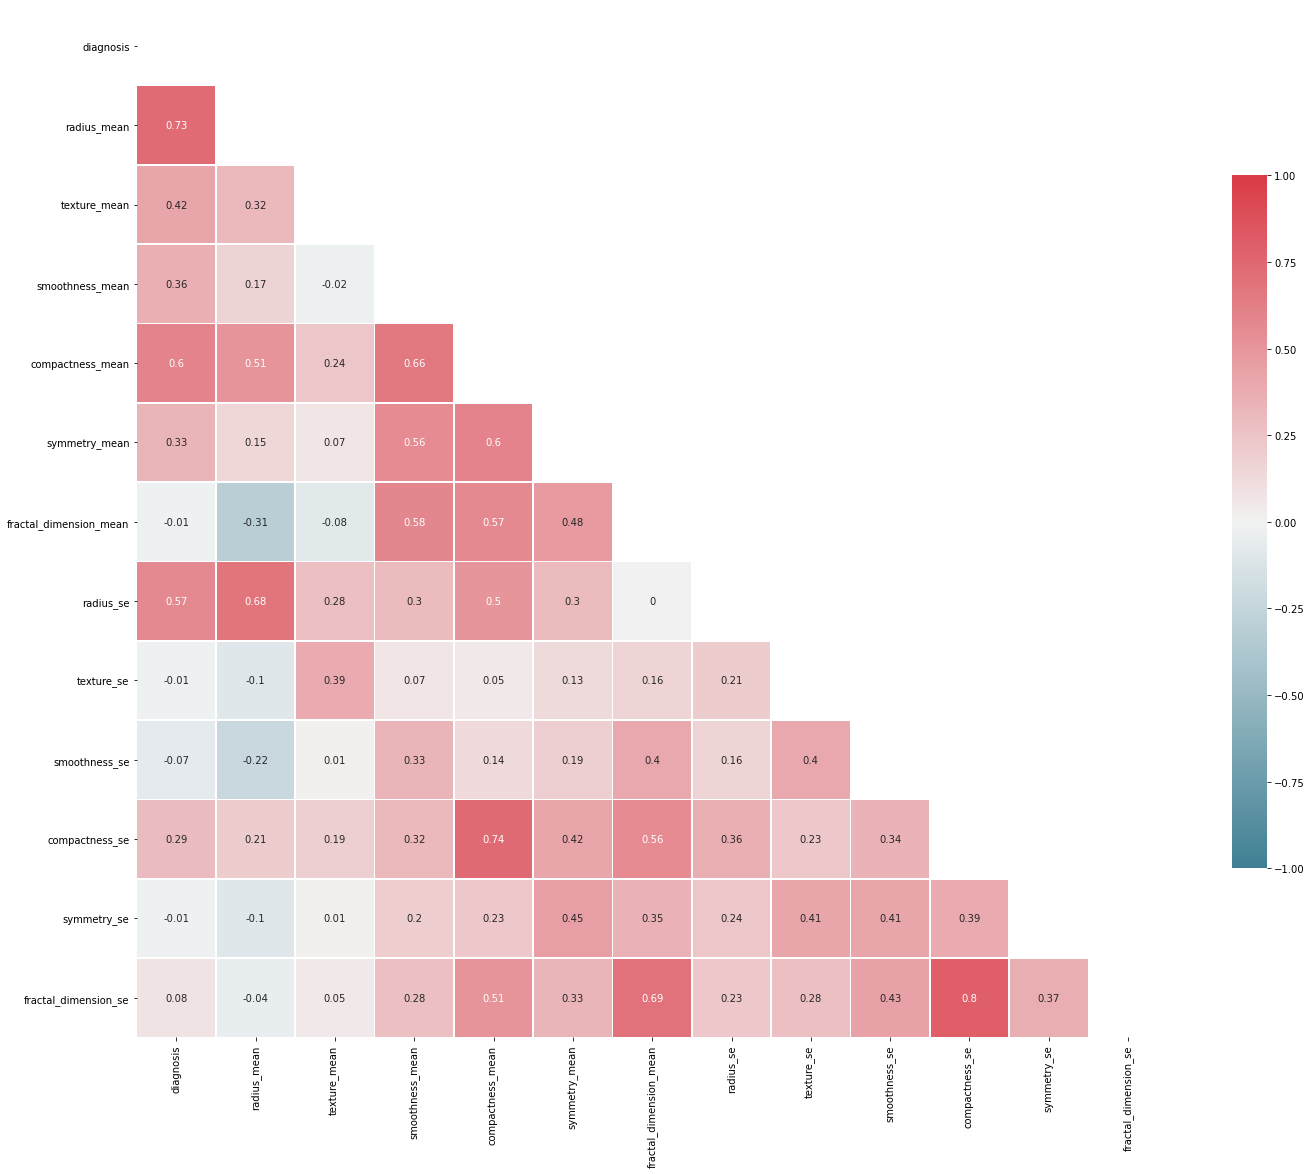 diagnosis
radius_mean
0.73
1.00
texture_mean
0.42 0.32
0.75
smoothness_mean
0.36 0.17 -0.02
compactness_mean
0.6 0.51 0.24 0.66
0.50
symmetry_mean
0.33 0.15 0.07 0.56 0.6
0.25
fractal_dimension_mean
-0.01 -0.31 -0.08 0.58 0.57 0.48
0.00
radius_se
0.57 0.68 0.28 0.3 0.5 0.3 0
−0.25
texture_se
-0.01 -0.1 0.39 0.07 0.05 0.13 0.16 0.21
−0.50
smoothness_se
-0.07 -0.22 0.01 0.33 0.14 0.19 0.4 0.16 0.4
−0.75
compactness_se
0.29 0.21 0.19 0.32 0.74 0.42 0.56 0.36 0.23 0.34
−1.00
symmetry_se
-0.01 -0.1 0.01 0.2 0.23 0.45 0.35 0.24 0.41 0.41 0.39
fractal_dimension_se
0.08 -0.04 0.05 0.28 0.51 0.33 0.69 0.23 0.28 0.43 0.8 0.37
diagnosis
radius_mean
texture_mean
smoothness_mean
compactness_mean
symmetry_mean
fractal_dimension_mean
radius_se
texture_se
smoothness_se
compactness_se
symmetry_se
fractal_dimension_se